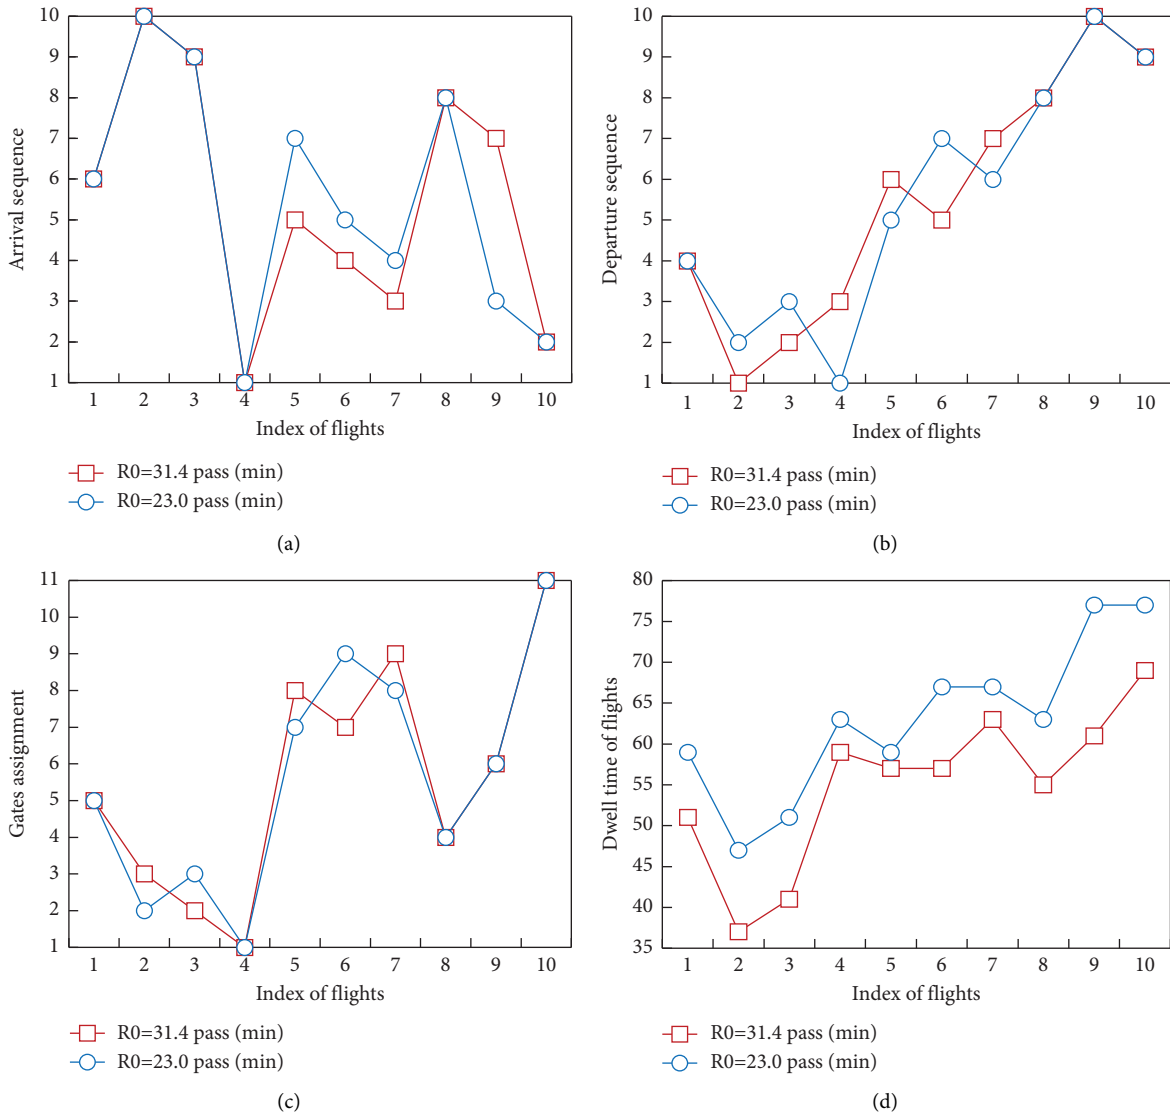 10
9
8
7
6
5
4
3
2
1
Arrival sequence
1 2 3 4 5 6 7 8 9 10
Index of flights
R0=31.4 pass (min)
R0=23.0 pass (min)
(a)
10
9
8
7
6
5
4
3
2
1
Departure sequence
1 2 3 4 5 6 7 8 9 10
Index of flights
R0=31.4 pass (min)
R0=23.0 pass (min)
(b)
11
10
9
8
7
6
5
4
3
2
1
Gates assignment
1 2 3 4 5 6 7 8 9 10
Index of flights
R0=31.4 pass (min)
R0=23.0 pass (min)
(c)
80
75
70
65
60
55
50
45
40
35
Dwell time of flights
1 2 3 4 5 6 7 8 9 10
Index of flights
R0=31.4 pass (min)
R0=23.0 pass (min)
(d)